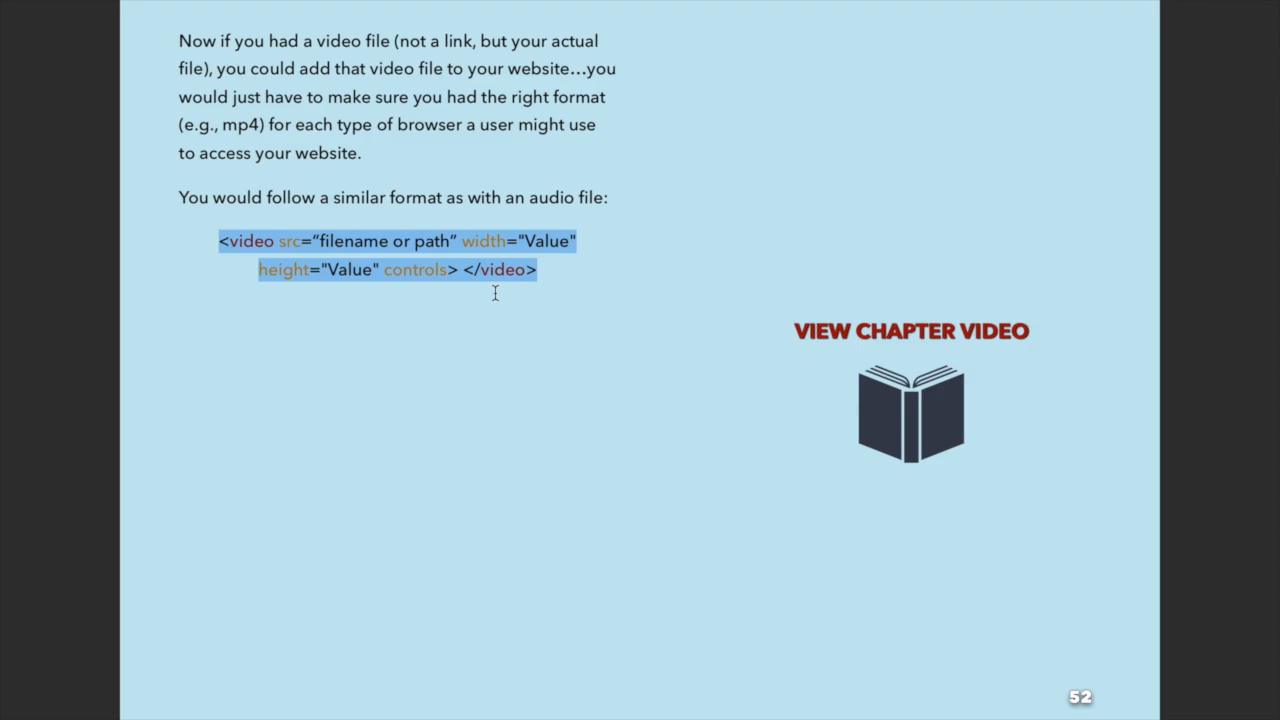 Now if you had a video file (not a link, but your actual
file), you could add that video file to your website…you
would just have to make sure you had the right format
(e.g., mp4) for each type of browser a user might use
to access your website.
You would follow a similar format as with an audio file:
<video src=“filename or path” width="Value"
height="Value" controls> </video>
VIEW CHAPTER VIDEO
52